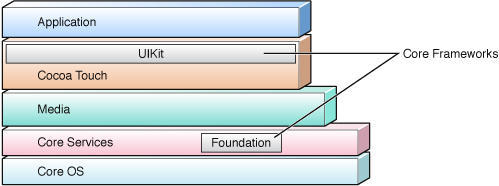 Application
UIKit
Core Frameworks
Cocoa Touch
Media
Core Services
Foundation
Core OS